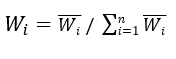 W_i = \overline{W_i} / \sum_{i=1}^{n} \overline{W_i}